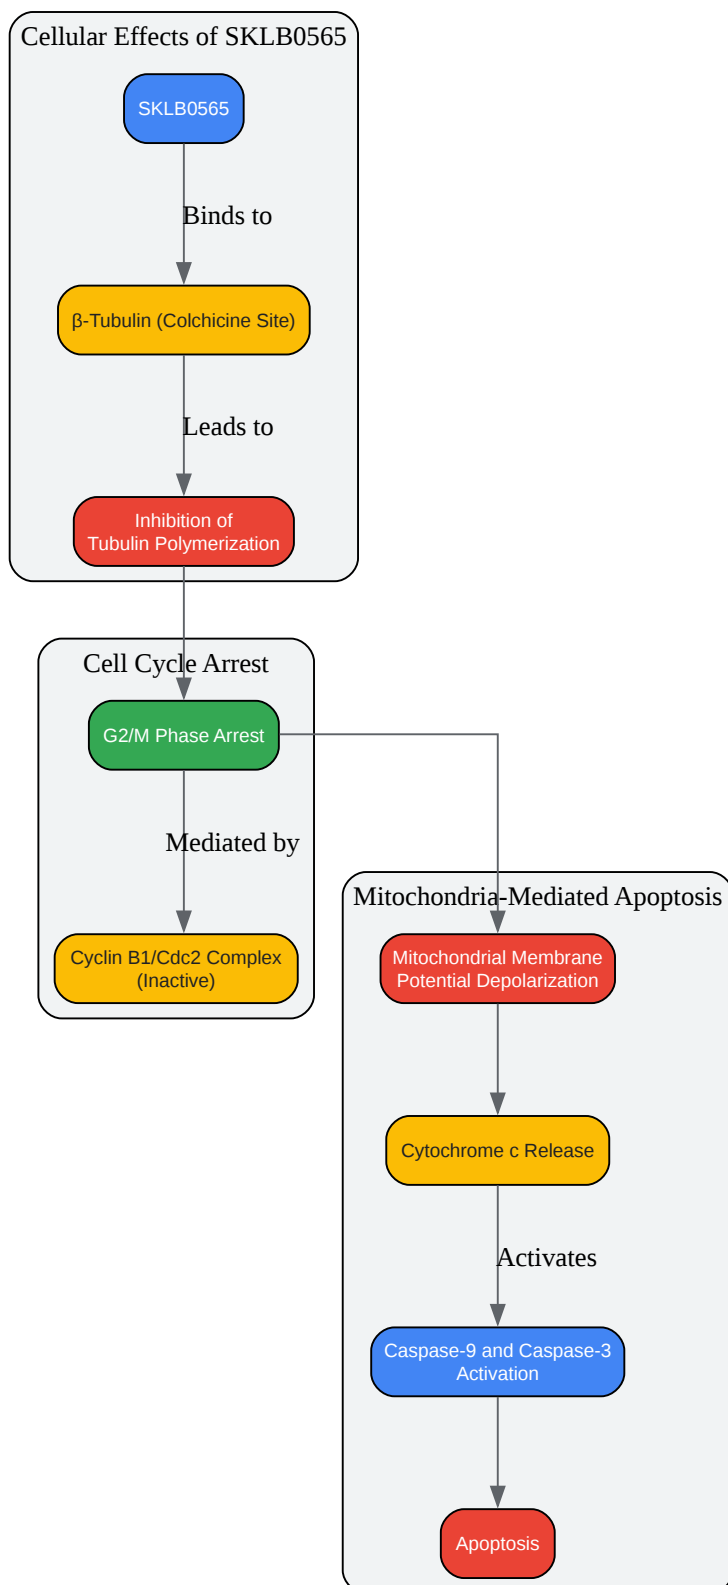 Cellular Effects of SKLB0565
SKLB0565
Binds to
β-Tubulin (Colchicine Site)
Leads to
Inhibition of
Tubulin Polymerization
Cell Cycle Arrest
G2/M Phase Arrest
Mediated by
Cyclin B1/Cdc2 Complex
(Inactive)
Mitochondria-Mediated Apoptosis
Mitochondrial Membrane
Potential Depolarization
Cytochrome c Release
Activates
Caspase-9 and Caspase-3
Activation
Apoptosis